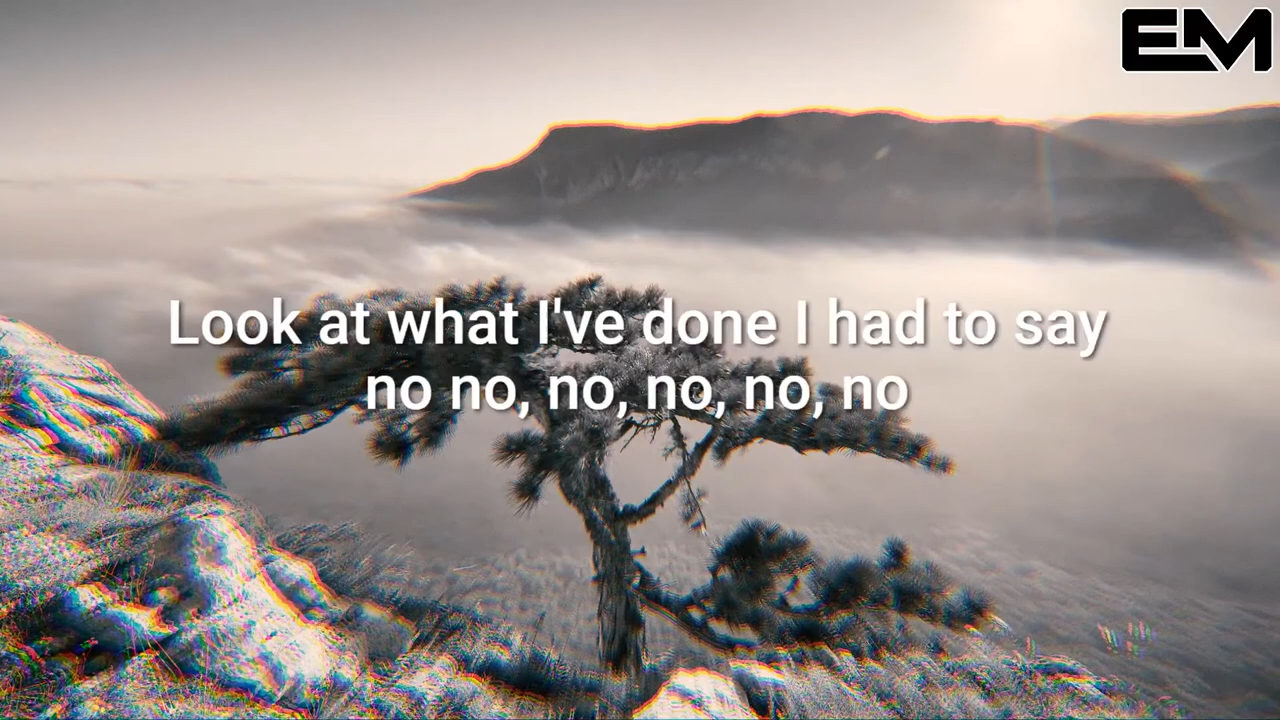 EM
Look at what I've done I had to say
no no, no, no, no, no